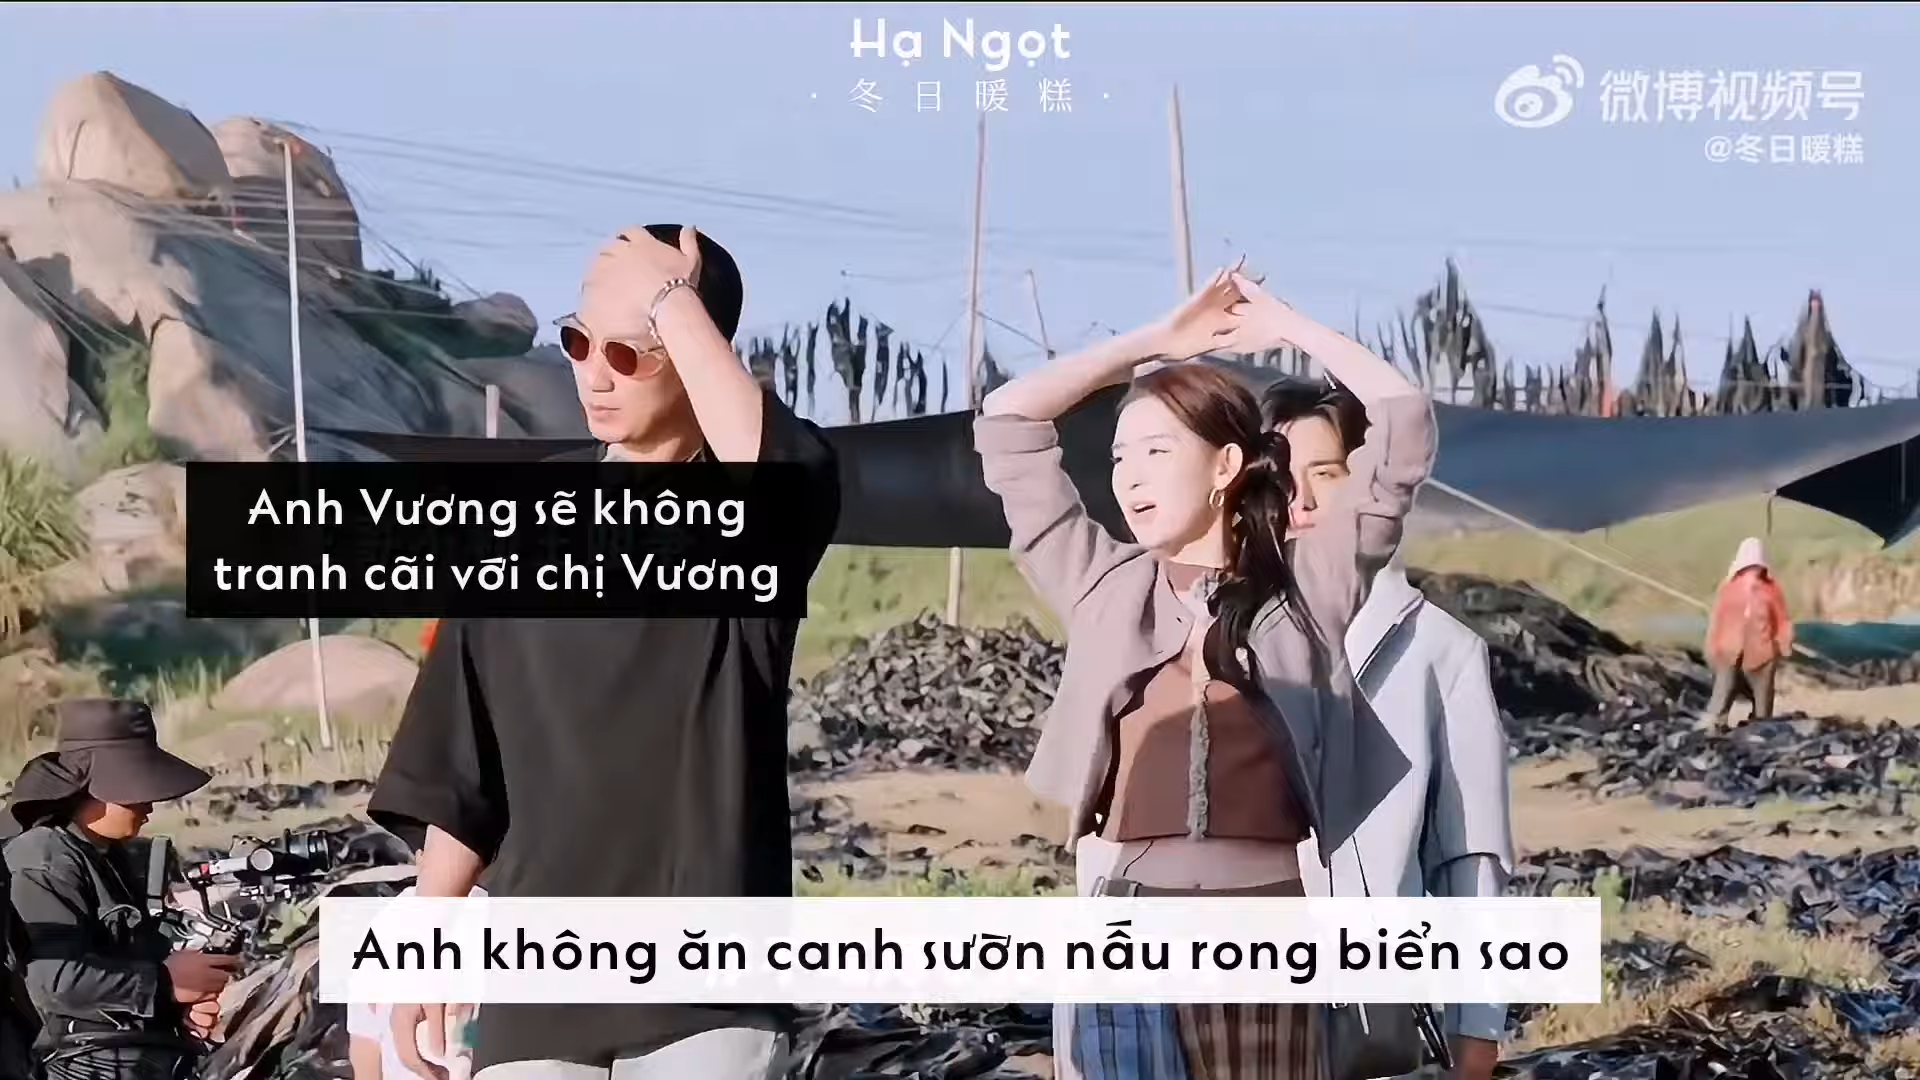 Hạ Ngọt
· 冬日暖糕 ·
微博视频号
@冬日暖糕
Anh Vương sẽ không
tranh cãi với chị Vương
Anh không ăn canh sườn nấu rong biển sao